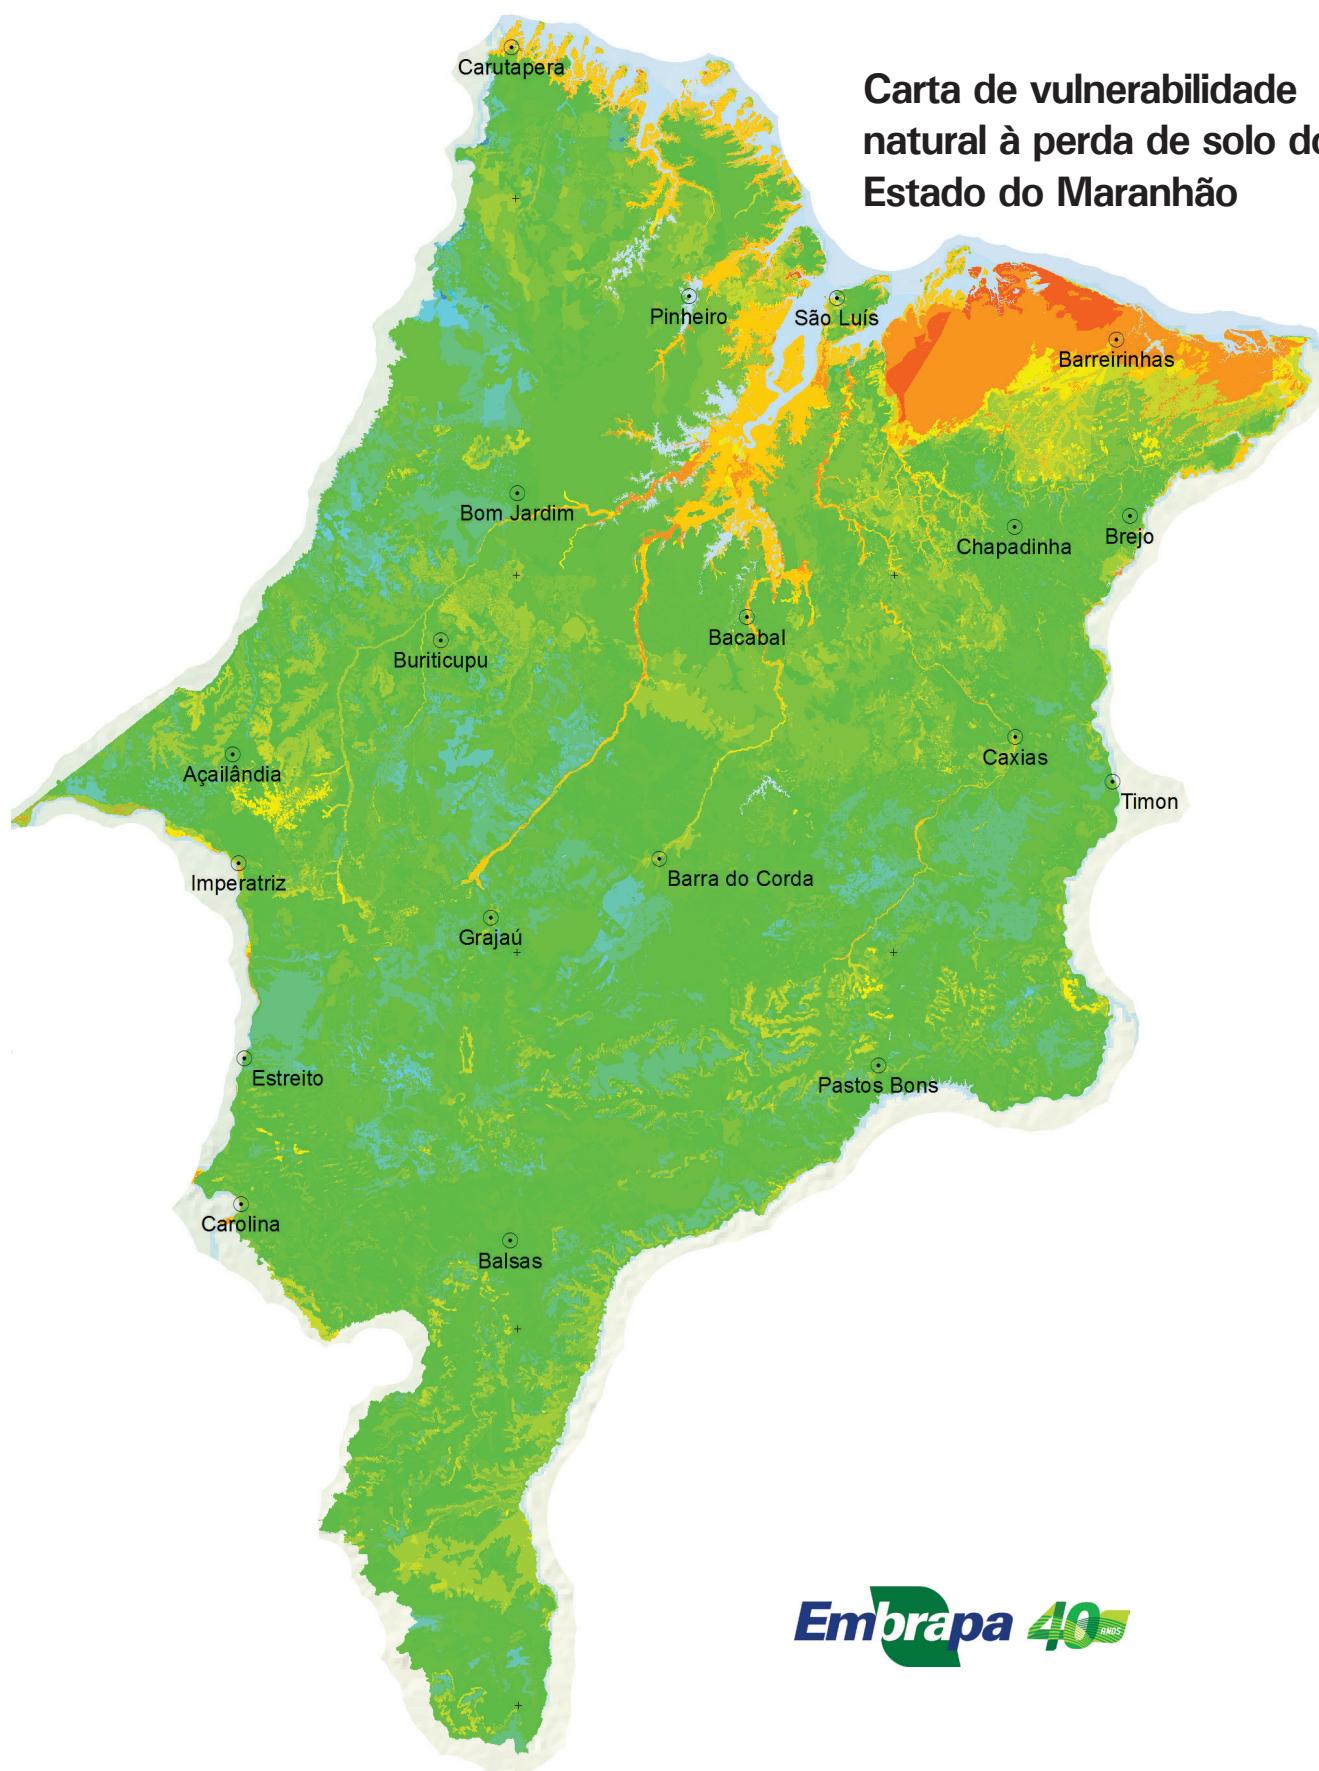 Carutapera
Carta de vulnerabilidade
natural à perda de solo do
Estado do Maranhão
Pinheiro
São Luís
Barreirinhas
Bom Jardim
Chapadinha
Brejo
Bacabal
Buriticupu
Caxias
Açailândia
Timon
Imperatriz
Barra do Corda
Grajaú
Estreito
Pastos Bons
Carolina
Balsas
Embrapa 40 ANOS